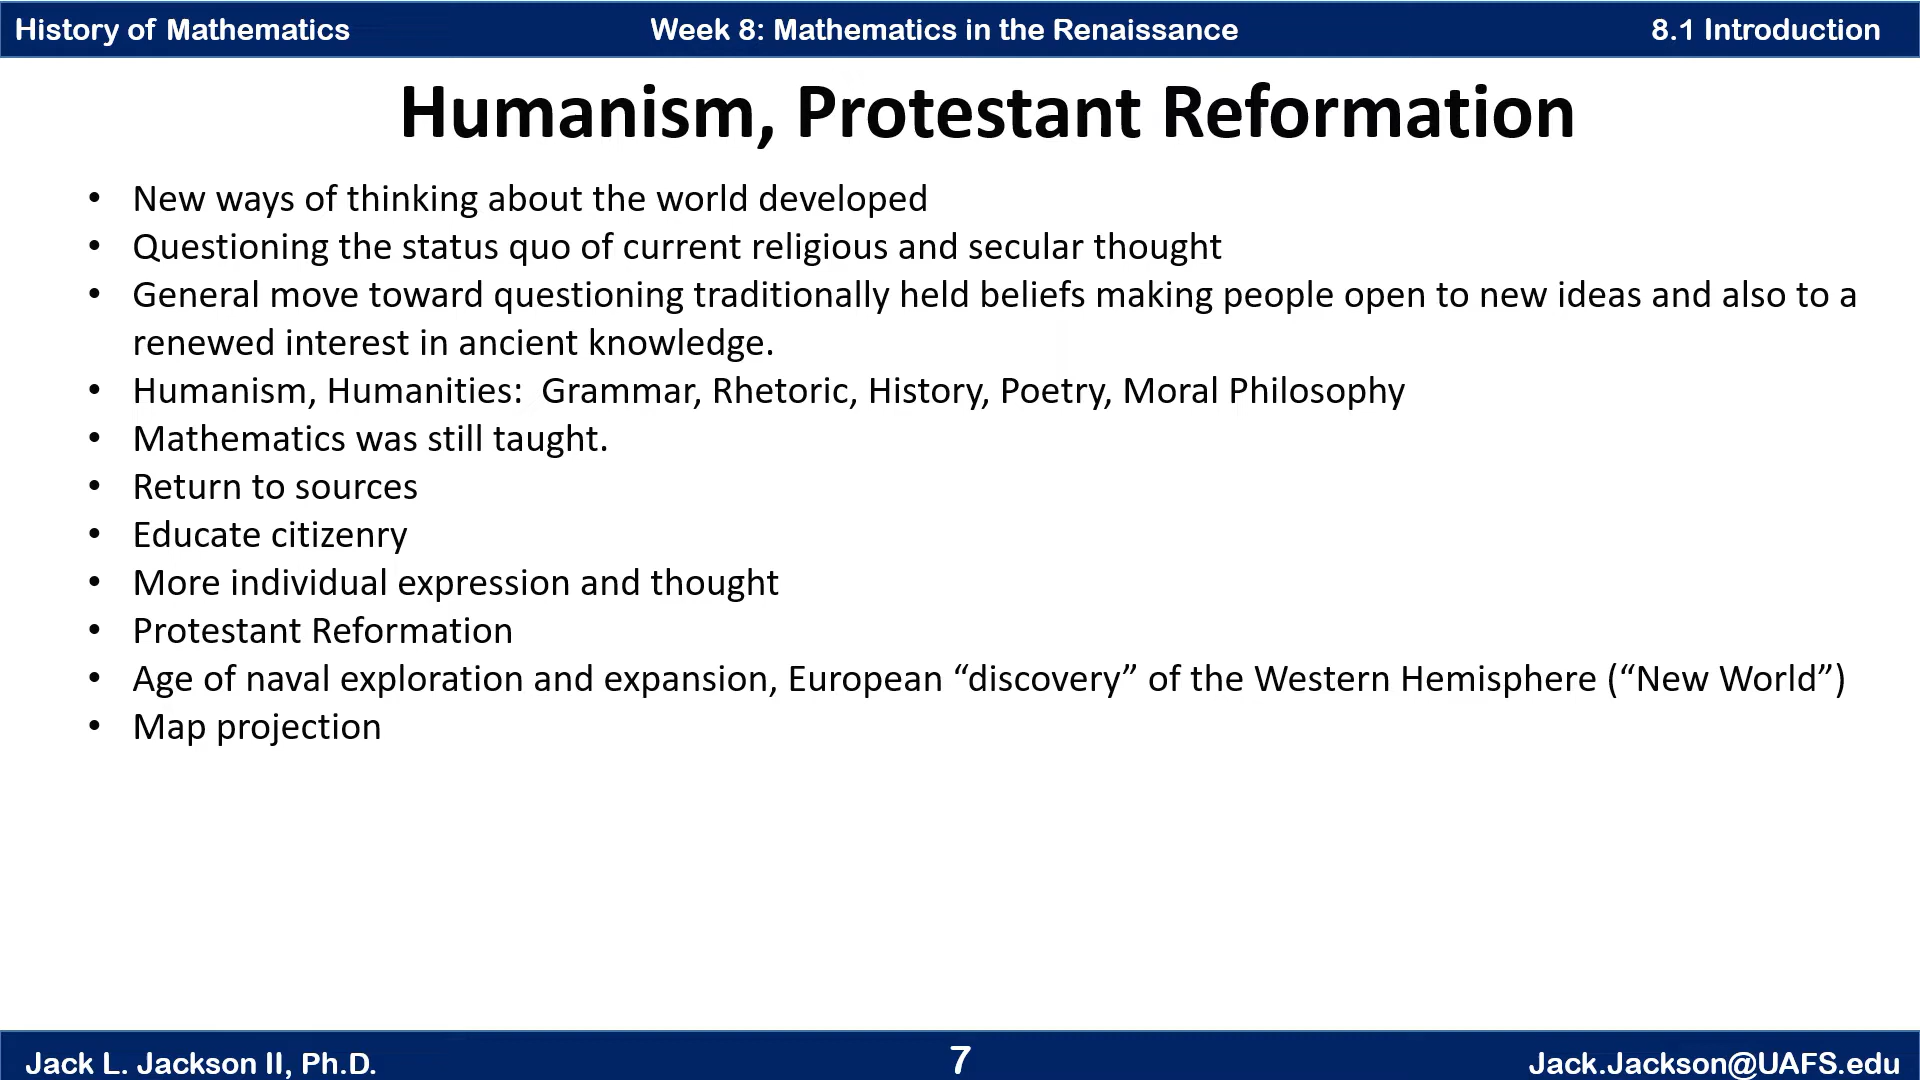 History of Mathematics
Week 8: Mathematics in the Renaissance
8.1 Introduction
Humanism, Protestant Reformation
• New ways of thinking about the world developed
• Questioning the status quo of current religious and secular thought
• General move toward questioning traditionally held beliefs making people open to new ideas and also to a
renewed interest in ancient knowledge.
• Humanism, Humanities:  Grammar, Rhetoric, History, Poetry, Moral Philosophy
• Mathematics was still taught.
• Return to sources
• Educate citizenry
• More individual expression and thought
• Protestant Reformation
• Age of naval exploration and expansion, European “discovery” of the Western Hemisphere (“New World”)
• Map projection
Jack L. Jackson II, Ph.D.
7
Jack.Jackson@UAFS.edu